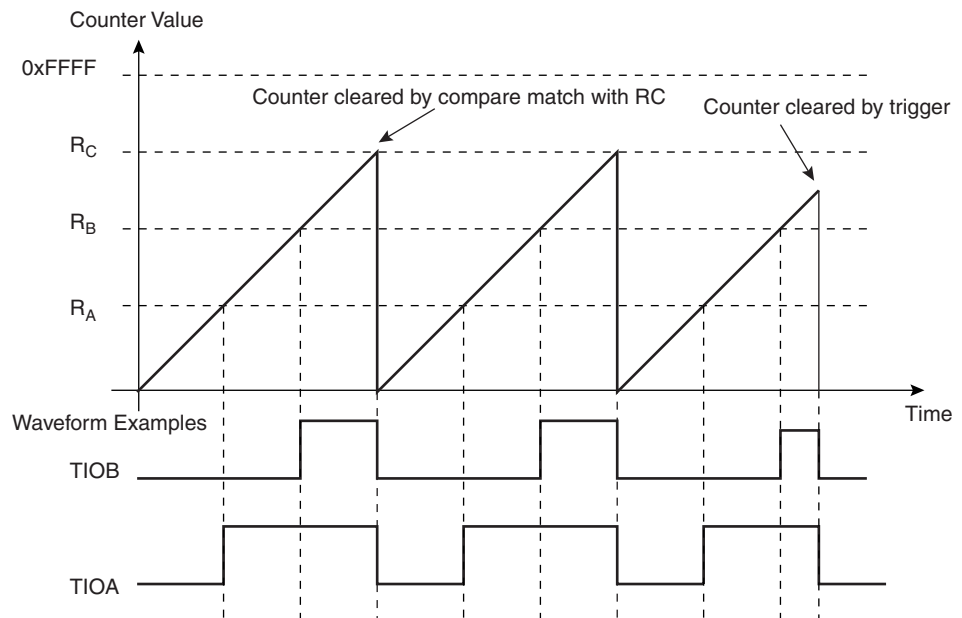 Counter Value
0xFFFF
Counter cleared by compare match with RC
Counter cleared by trigger
RC
RB
RA
Time
Waveform Examples
TIOB
TIOA